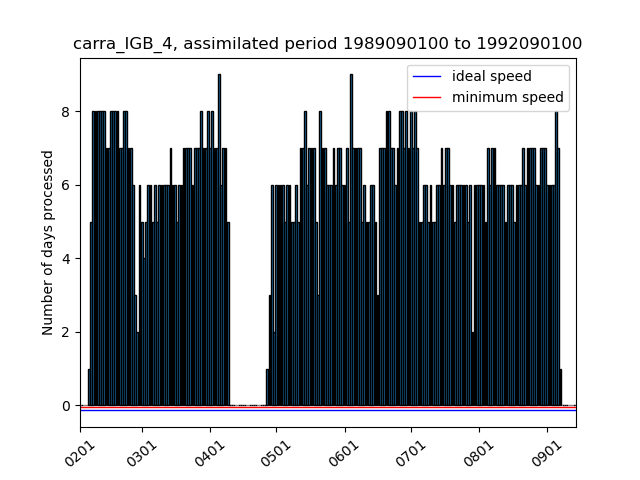 carra_IGB_4, assimilated period 1989090100 to 1992090100
ideal speed
minimum speed
Number of days processed
8
6
4
2
0
0201 0301 0401 0501 0601 0701 0801 0901